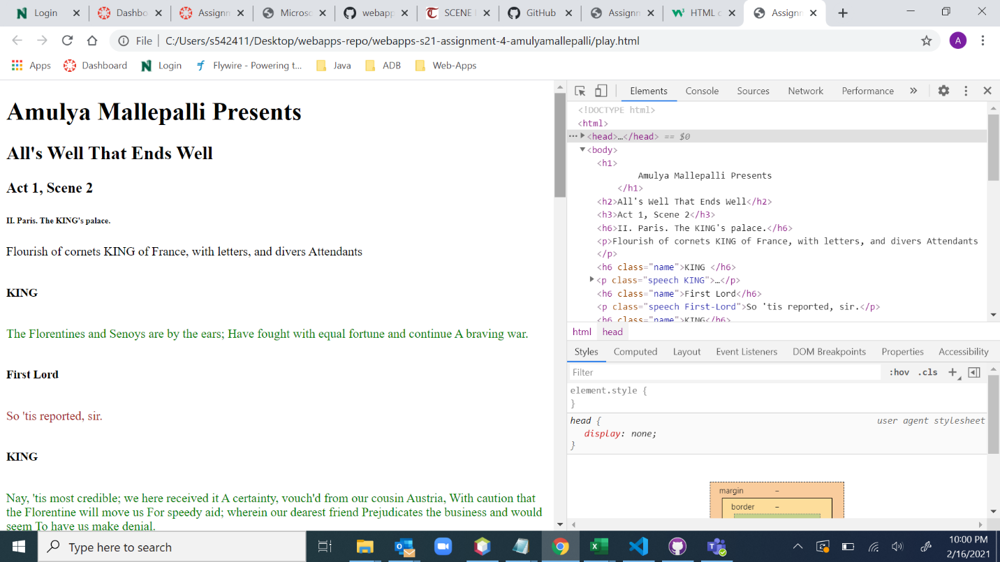 Login
Dashbo
Assignm
Microso
webapp
SCENE I
GitHub
Assignm
HTML c
Assignm
File | C:/Users/s542411/Desktop/webapps-repo/webapps-s21-assignment-4-amulyamallepalli/play.html
A
Apps Dashboard Login Flywire - Powering t... Java ADB Web-Apps
Amulya Mallepalli Presents
All's Well That Ends Well
Act 1, Scene 2
II. Paris. The KING's palace.
Flourish of cornets KING of France, with letters, and divers Attendants
KING
The Florentines and Senoys are by the ears; Have fought with equal fortune and continue A braving war.
First Lord
So 'tis reported, sir.
KING
Nay, 'tis most credible; we here received it A certainty, vouch'd from our cousin Austria, With caution that
the Florentine will move us For speedy aid; wherein our dearest friend Prejudicates the business and would
seem To have us make denial.
Elements Console Sources Network Performance »
<!DOCTYPE html>
<html>
<head>…</head> == $0
<body>
<h1>
Amulya Mallepalli Presents
</h1>
<h2>All's Well That Ends Well</h2>
<h3>Act 1, Scene 2</h3>
<h6>II. Paris. The KING's palace.</h6>
<p>Flourish of cornets KING of France, with letters, and divers Attendants
</p>
<h6 class="name">KING </h6>
<p class="speech KING">…</p>
<h6 class="name">First Lord</h6>
<p class="speech First-Lord">So 'tis reported, sir.</p>
<h6 class="name">KING</h6>
html head
Styles Computed Layout Event Listeners DOM Breakpoints Properties Accessibility
Filter :hov .cls +
element.style {
}
head { user agent stylesheet
display: none;
}
margin –
border –
Type here to search
10:00 PM
2/16/2021